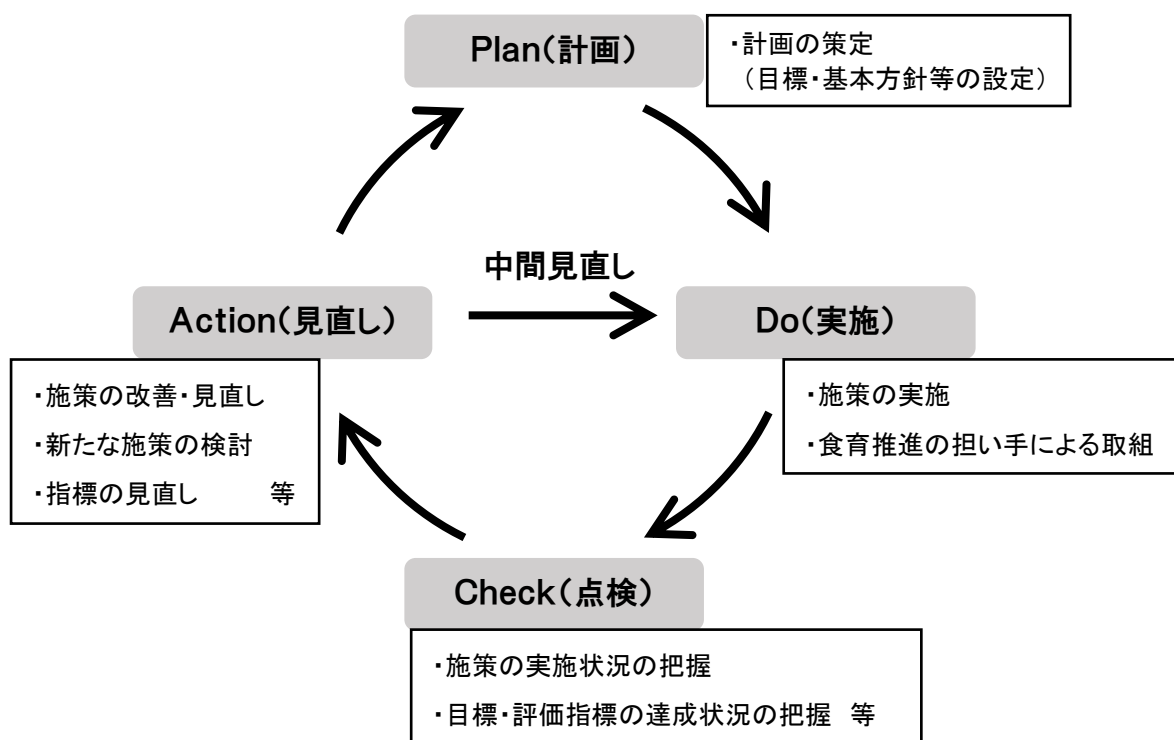 Plan(計画)
・計画の策定
（目標・基本方針等の設定）
中間見直し
Action(見直し)
Do(実施)
・施策の改善・見直し
・新たな施策の検討
・指標の見直し　　等
・施策の実施
・食育推進の担い手による取組
Check(点検)
・施策の実施状況の把握
・目標・評価指標の達成状況の把握　等